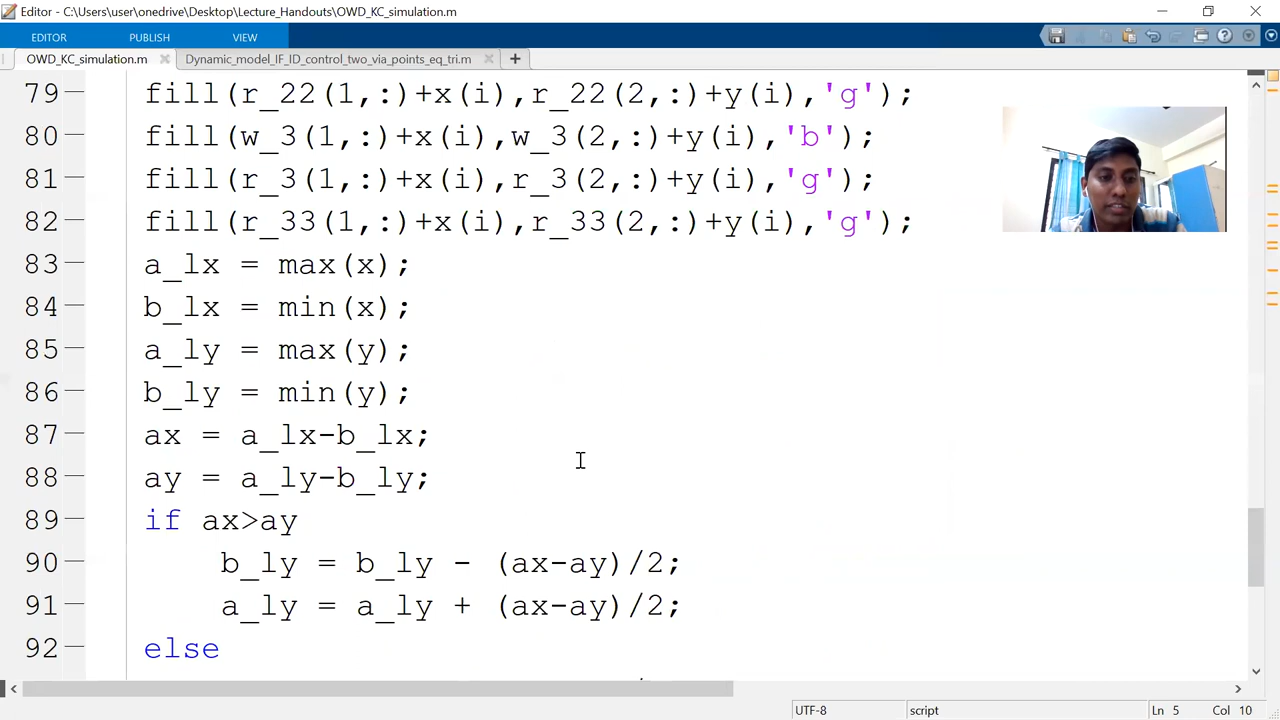 Editor - C:\Users\user\onedrive\Desktop\Lecture_Handouts\OWD_KC_simulation.m
EDITOR PUBLISH VIEW
OWD_KC_simulation.m Dynamic_model_IF_ID_control_two_via_points_eq_tri.m
79 fill(r_22(1,:)+x(i),r_22(2,:)+y(i),'g');
80 fill(w_3(1,:)+x(i),w_3(2,:)+y(i),'b');
81 fill(r_3(1,:)+x(i),r_3(2,:)+y(i),'g');
82 fill(r_33(1,:)+x(i),r_33(2,:)+y(i),'g');
83 a_lx = max(x);
84 b_lx = min(x);
85 a_ly = max(y);
86 b_ly = min(y);
87 ax = a_lx-b_lx;
88 ay = a_ly-b_ly;
89 if ax>ay
90 b_ly = b_ly - (ax-ay)/2;
91 a_ly = a_ly + (ax-ay)/2;
92 else
UTF-8 script Ln 5 Col 10